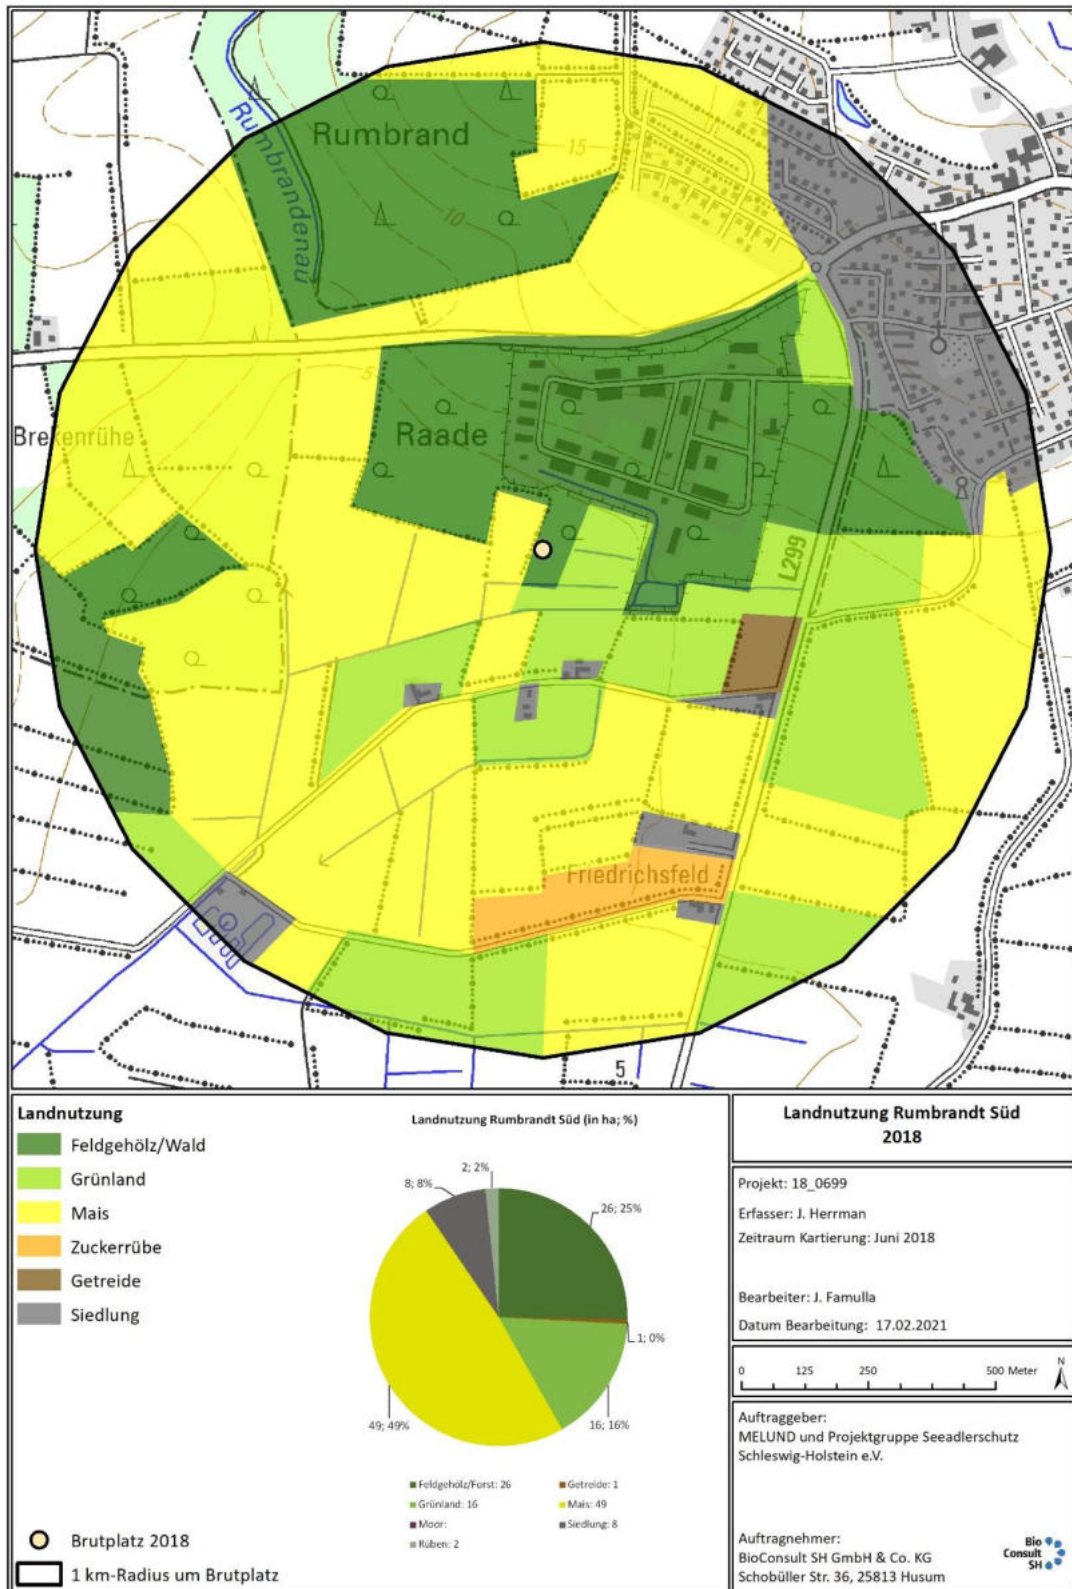 Rumbrand
Rumbrandenau
15
10
5
Raade
Brekenrühe
L299
Friedrichsfeld
5
Landnutzung
Feldgehölz/Wald
Grünland
Mais
Zuckerrübe
Getreide
Siedlung
Brutplatz 2018
1 km-Radius um Brutplatz
Landnutzung Rumbrandt Süd (in ha; %)
2; 2%
8; 8%
26; 25%
1; 0%
49; 49%
16; 16%
Feldgehölz/Forst: 26
Getreide: 1
Grünland: 16
Mais: 49
Moor:
Siedlung: 8
Rüben: 2
Landnutzung Rumbrandt Süd
2018
Projekt: 18_0699
Erfasser: J. Herrman
Zeitraum Kartierung: Juni 2018
Bearbeiter: J. Famulla
Datum Bearbeitung: 17.02.2021
0 125 250 500 Meter
N
Auftraggeber:
MELUND und Projektgruppe Seeadlerschutz
Schleswig-Holstein e.V.
Auftragnehmer:
BioConsult SH GmbH & Co. KG
Schobüller Str. 36, 25813 Husum
Bio
Consult
SH